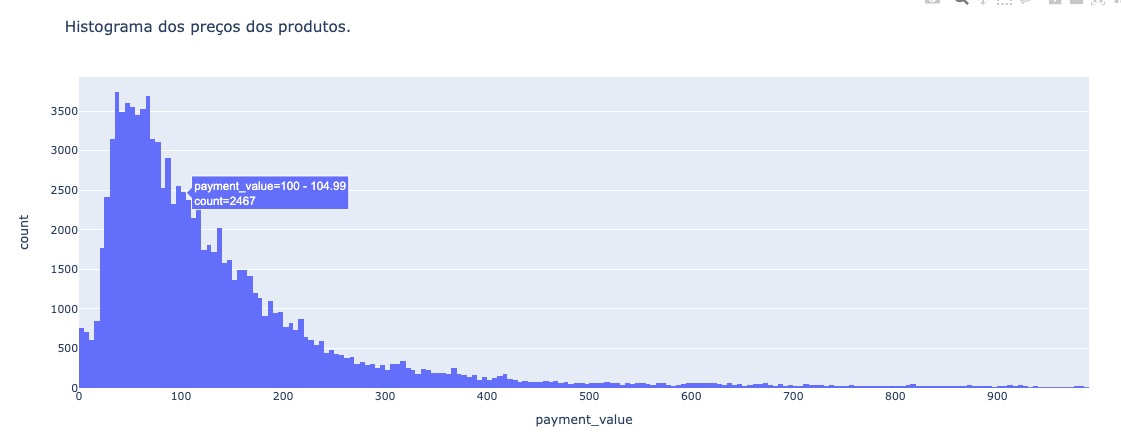 Histograma dos preços dos produtos.
3500
3000
2500
2000
1500
1000
500
0
count
payment_value=100 - 104.99
count=2467
0 100 200 300 400 500 600 700 800 900
payment_value